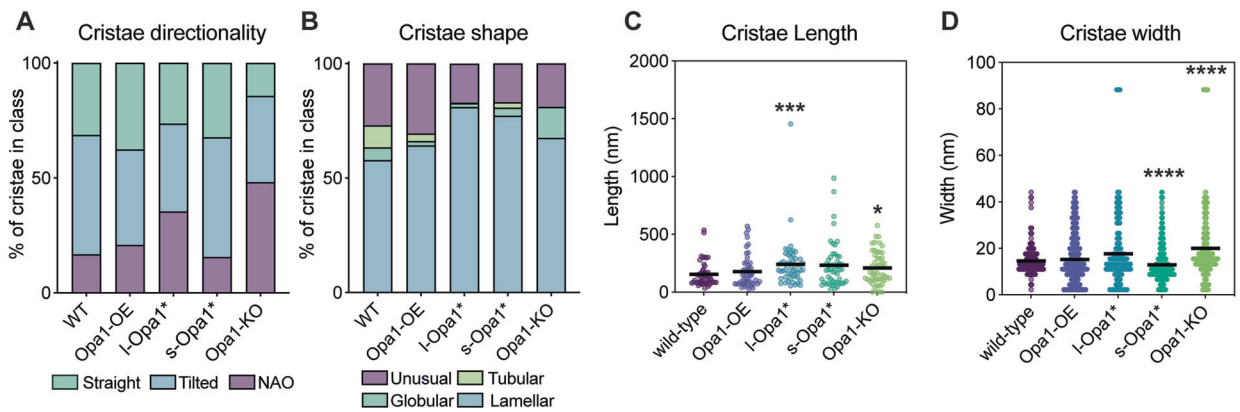 A
Cristae directionality
% of cristae in class
100
50
0
WT
Opa1-OE
l-Opa1*
s-Opa1*
Opa1-KO
Straight
Tilted
NAO
B
Cristae shape
% of cristae in class
100
50
0
WT
Opa1-OE
l-Opa1*
s-Opa1*
Opa1-KO
Unusual
Tubular
Globular
Lamellar
C
Cristae Length
Length (nm)
2000
1500
1000
500
0
***
*
wild-type
Opa1-OE
l-Opa1*
s-Opa1*
Opa1-KO
D
Cristae width
Width (nm)
100
80
60
40
20
0
****
****
wild-type
Opa1-OE
l-Opa1*
s-Opa1*
Opa1-KO